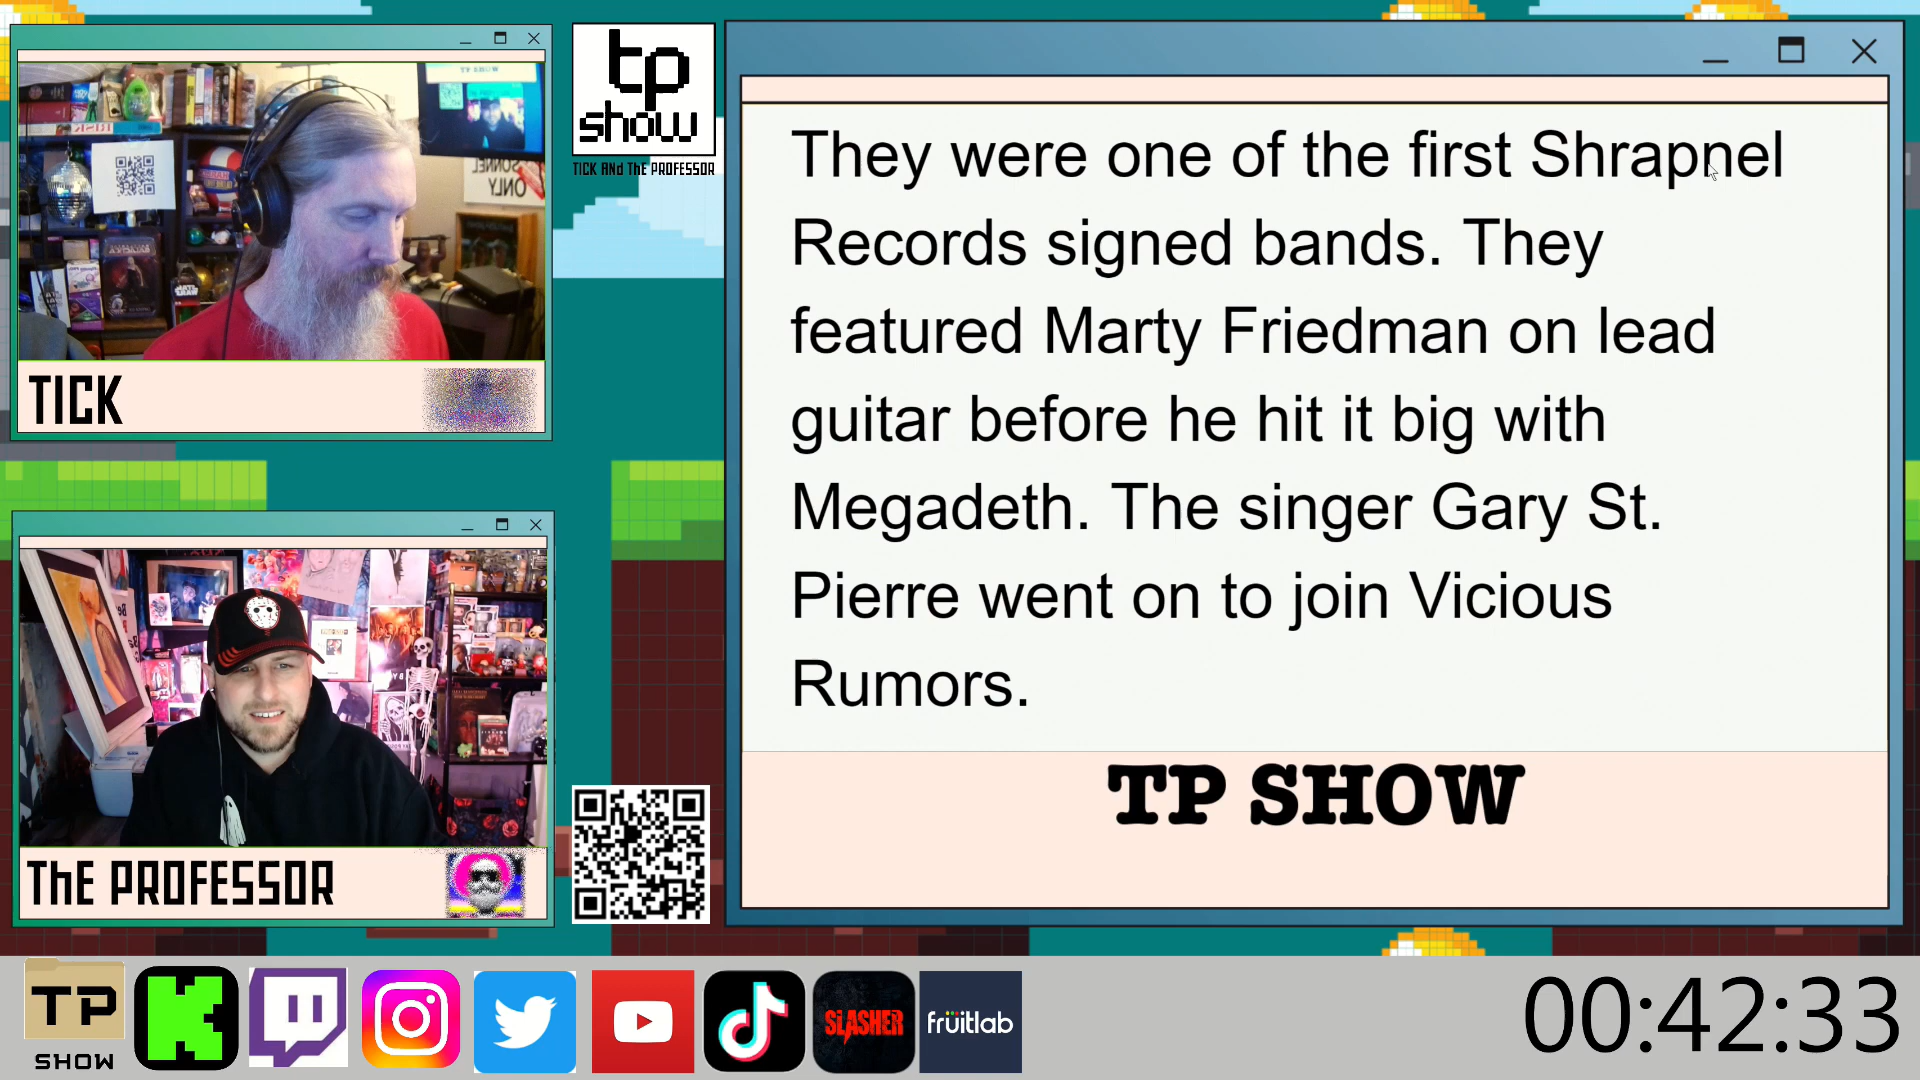 tp
show
TICK AND THE PROFESSOR
ONLY
TICK
THE PROFESSOR
They were one of the first Shrapnel
Records signed bands. They
featured Marty Friedman on lead
guitar before he hit it big with
Megadeth. The singer Gary St.
Pierre went on to join Vicious
Rumors.
TP SHOW
TP
SHOW
SLASHER
fruitlab
00:42:33